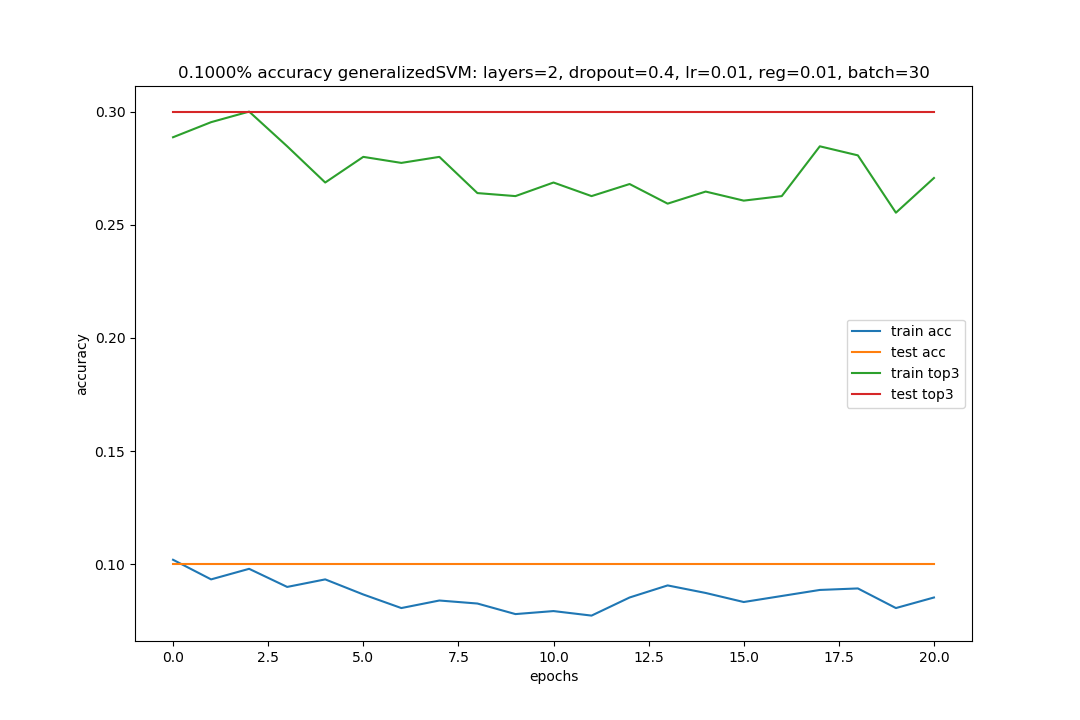 0.1000% accuracy generalizedSVM: layers=2, dropout=0.4, lr=0.01, reg=0.01, batch=30
0.30
0.25
0.20
0.15
0.10
accuracy
train acc
test acc
train top3
test top3
0.0 2.5 5.0 7.5 10.0 12.5 15.0 17.5 20.0
epochs